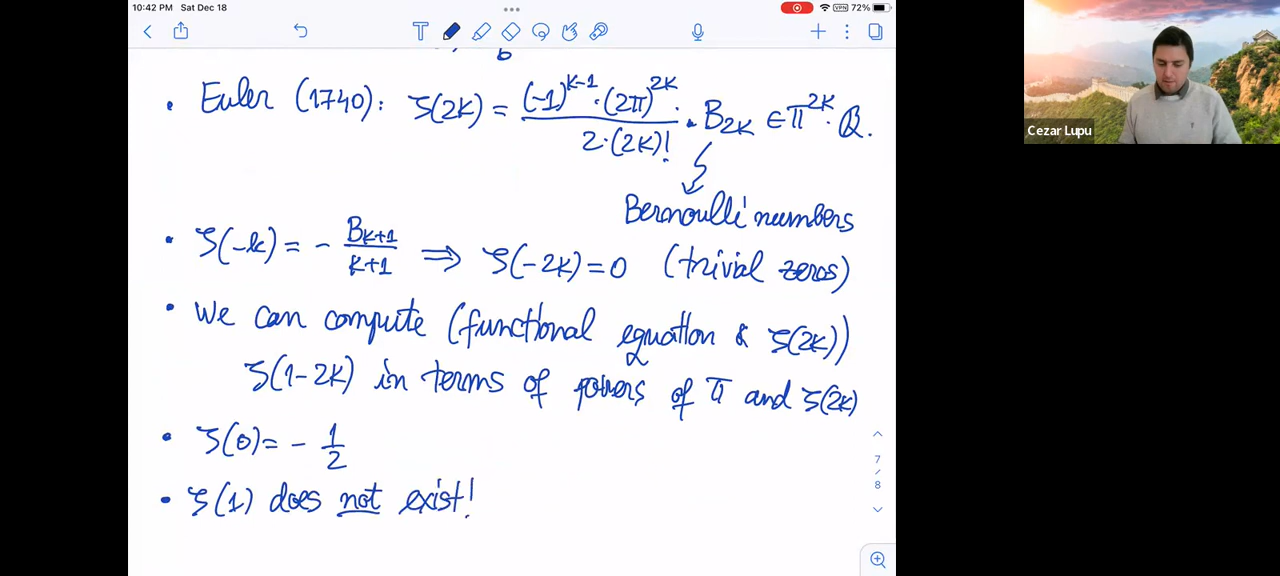 10:42 PM Sat Dec 18
VPN 72%
T
6
• Euler (1740): ζ(2k) = (-1)^{k-1}·(2π)^{2k}· / 2·(2k)! · B_{2k} ∈ π^{2k}·Q.
Bernoulli numbers
• ζ(-k) = - B_{k+1} / k+1 ⟹ ζ(-2k) = 0 (trivial zeros)
• We can compute (functional equation & ζ(2k))
ζ(1-2k) in terms of powers of π and ζ(2k)
• ζ(0) = - 1/2
• ζ(1) does not exist!
7
/
8
Cezar Lupu